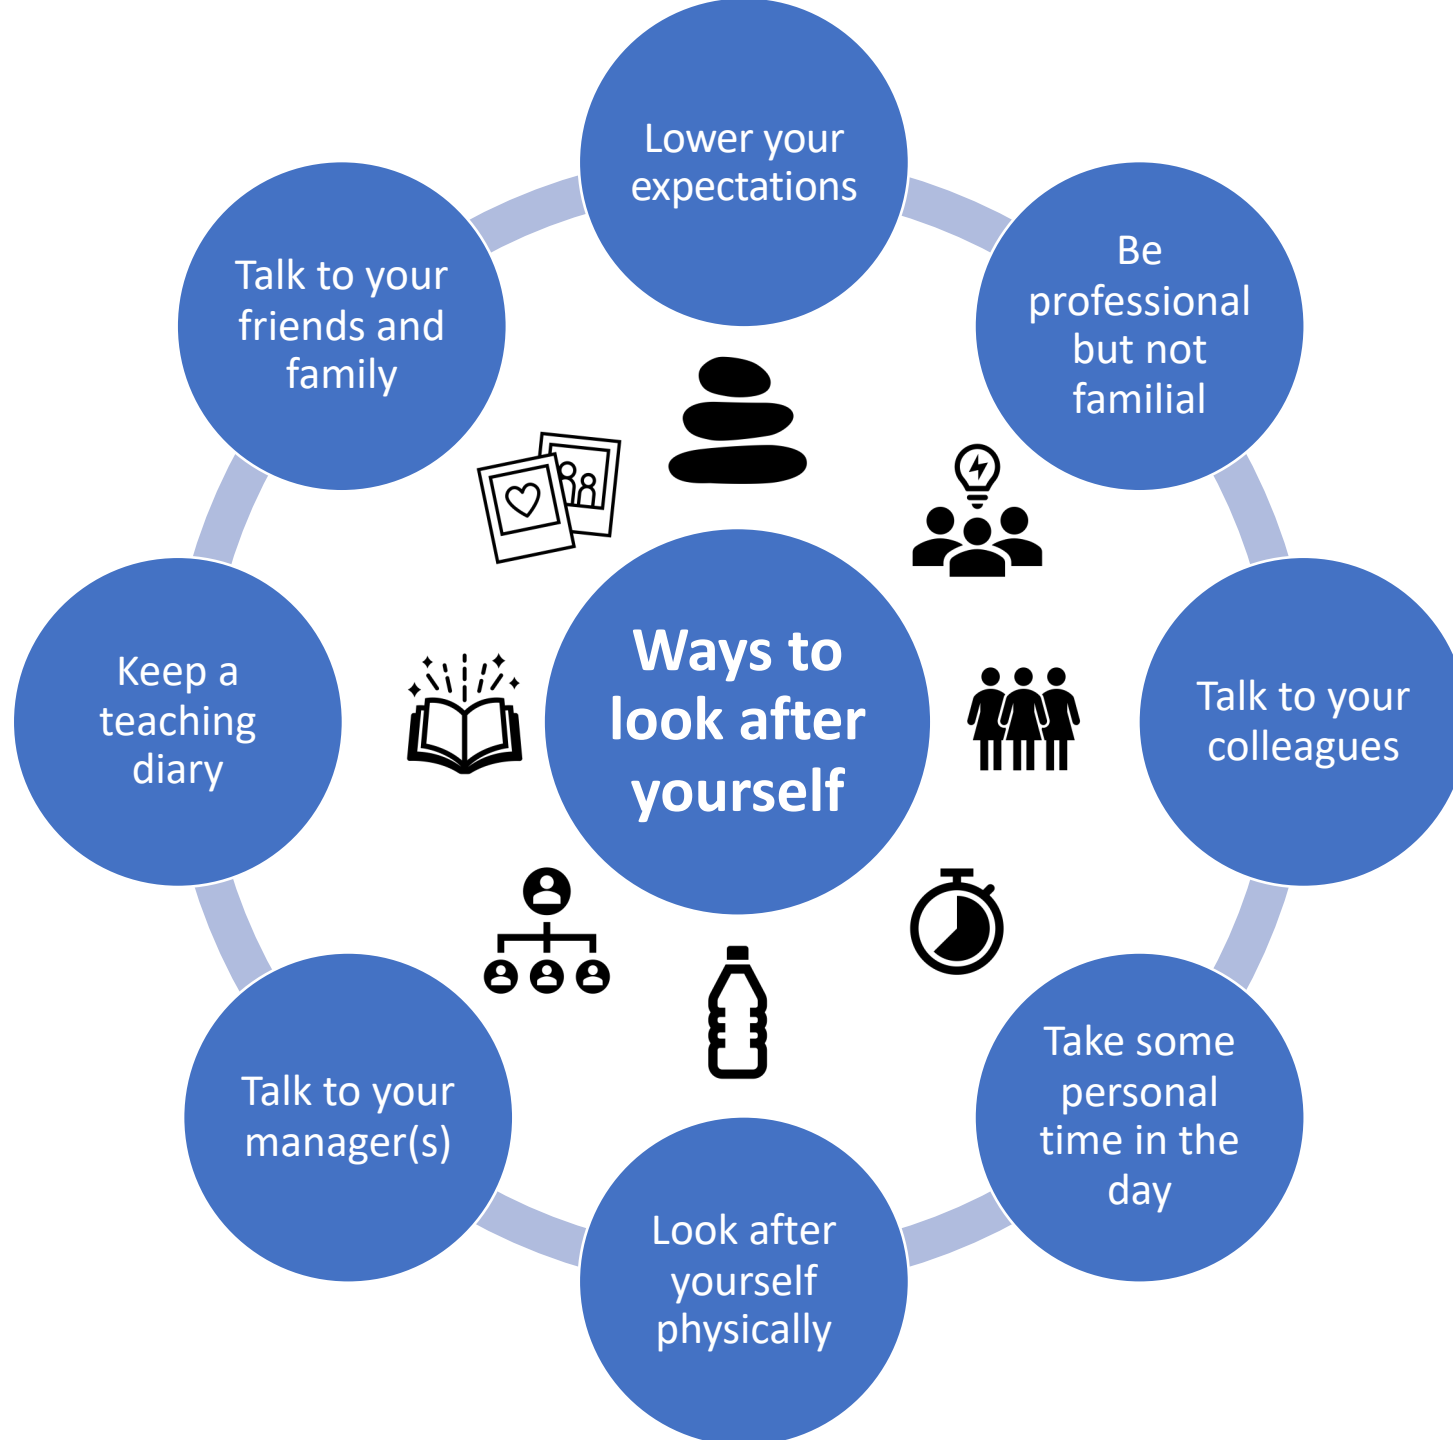 Lower your
expectations
Be
professional
but not
familial
Talk to your
colleagues
Take some
personal
time in the
day
Look after
yourself
physically
Talk to your
manager(s)
Keep a
teaching
diary
Talk to your
friends and
family
Ways to
look after
yourself